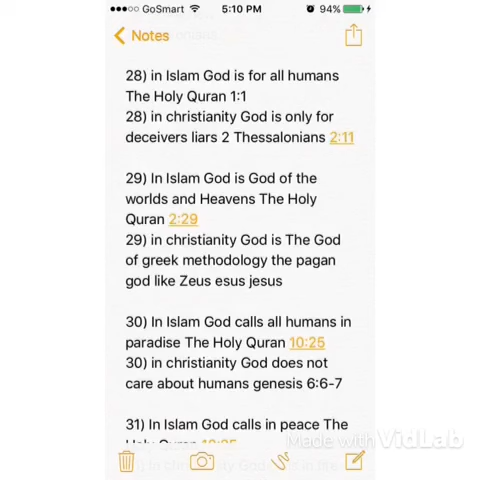 GoSmart 5:10 PM 94%
Notes
28) in Islam God is for all humans
The Holy Quran 1:1
28) in christianity God is only for
deceivers liars 2 Thessalonians 2:11
29) In Islam God is God of the
worlds and Heavens The Holy
Quran 2:29
29) in christianity God is The God
of greek methodology the pagan
god like Zeus esus jesus
30) In Islam God calls all humans in
paradise The Holy Quran 10:25
30) in christianity God does not
care about humans genesis 6:6-7
31) In Islam God calls in peace The
Holy Quran 10:25
Made with VidLab